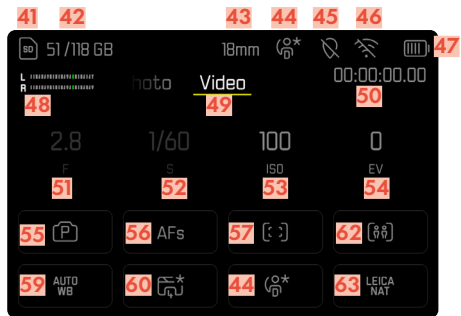 41 42 43 44 45 46
SD 51 /118 GB 18mm 47
L
R
48 hoto Video 00:00:00.00
49 50
2.8 1/60 100 0
F S ISO EV
51 52 53 54
55 P 56 AFs 57 62
59 AUTO WB 60 44 63 LEICA NAT